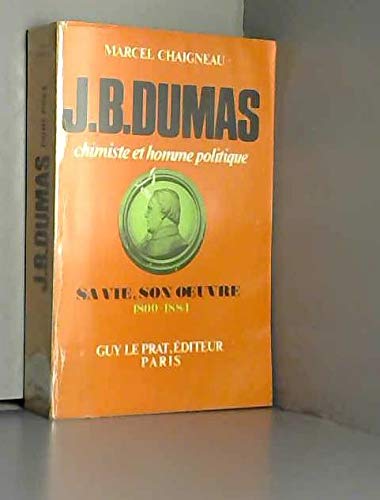 MARCEL CHAIGNEAU
J.B.DUMAS
chimiste et homme politique
SA VIE, SON OEUVRE
1800-1884
GUY LE PRAT, ÉDITEUR
PARIS
J.B.DUMAS